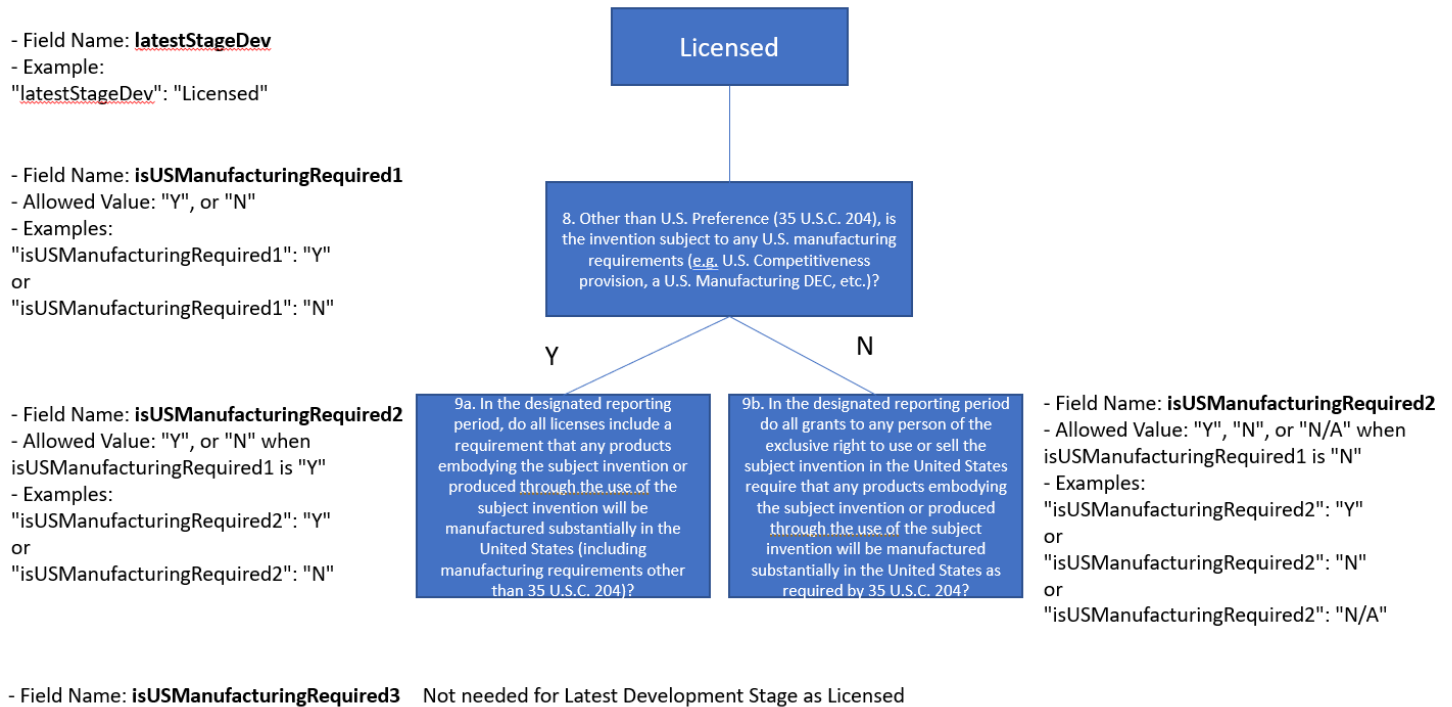 Licensed
- Field Name: latestStageDev
- Example:
"latestStageDev": "Licensed"
- Field Name: isUSManufacturingRequired1
- Allowed Value: "Y", or "N"
- Examples:
"isUSManufacturingRequired1": "Y"
or
"isUSManufacturingRequired1": "N"
8. Other than U.S. Preference (35 U.S.C. 204), is
the invention subject to any U.S. manufacturing
requirements (e.g. U.S. Competitiveness
provision, a U.S. Manufacturing DEC, etc.)?
Y
N
- Field Name: isUSManufacturingRequired2
- Allowed Value: "Y", or "N" when
isUSManufacturingRequired1 is "Y"
- Examples:
"isUSManufacturingRequired2": "Y"
or
"isUSManufacturingRequired2": "N"
9a. In the designated reporting
period, do all licenses include a
requirement that any products
embodying the subject invention or
produced through the use of the
subject invention will be
manufactured substantially in the
United States (including
manufacturing requirements other
than 35 U.S.C. 204)?
9b. In the designated reporting period
do all grants to any person of the
exclusive right to use or sell the
subject invention in the United States
require that any products embodying
the subject invention or produced
through the use of the subject
invention will be manufactured
substantially in the United States as
required by 35 U.S.C. 204?
- Field Name: isUSManufacturingRequired2
- Allowed Value: "Y", "N", or "N/A" when
isUSManufacturingRequired1 is "N"
- Examples:
"isUSManufacturingRequired2": "Y"
or
"isUSManufacturingRequired2": "N"
or
"isUSManufacturingRequired2": "N/A"
- Field Name: isUSManufacturingRequired3 Not needed for Latest Development Stage as Licensed